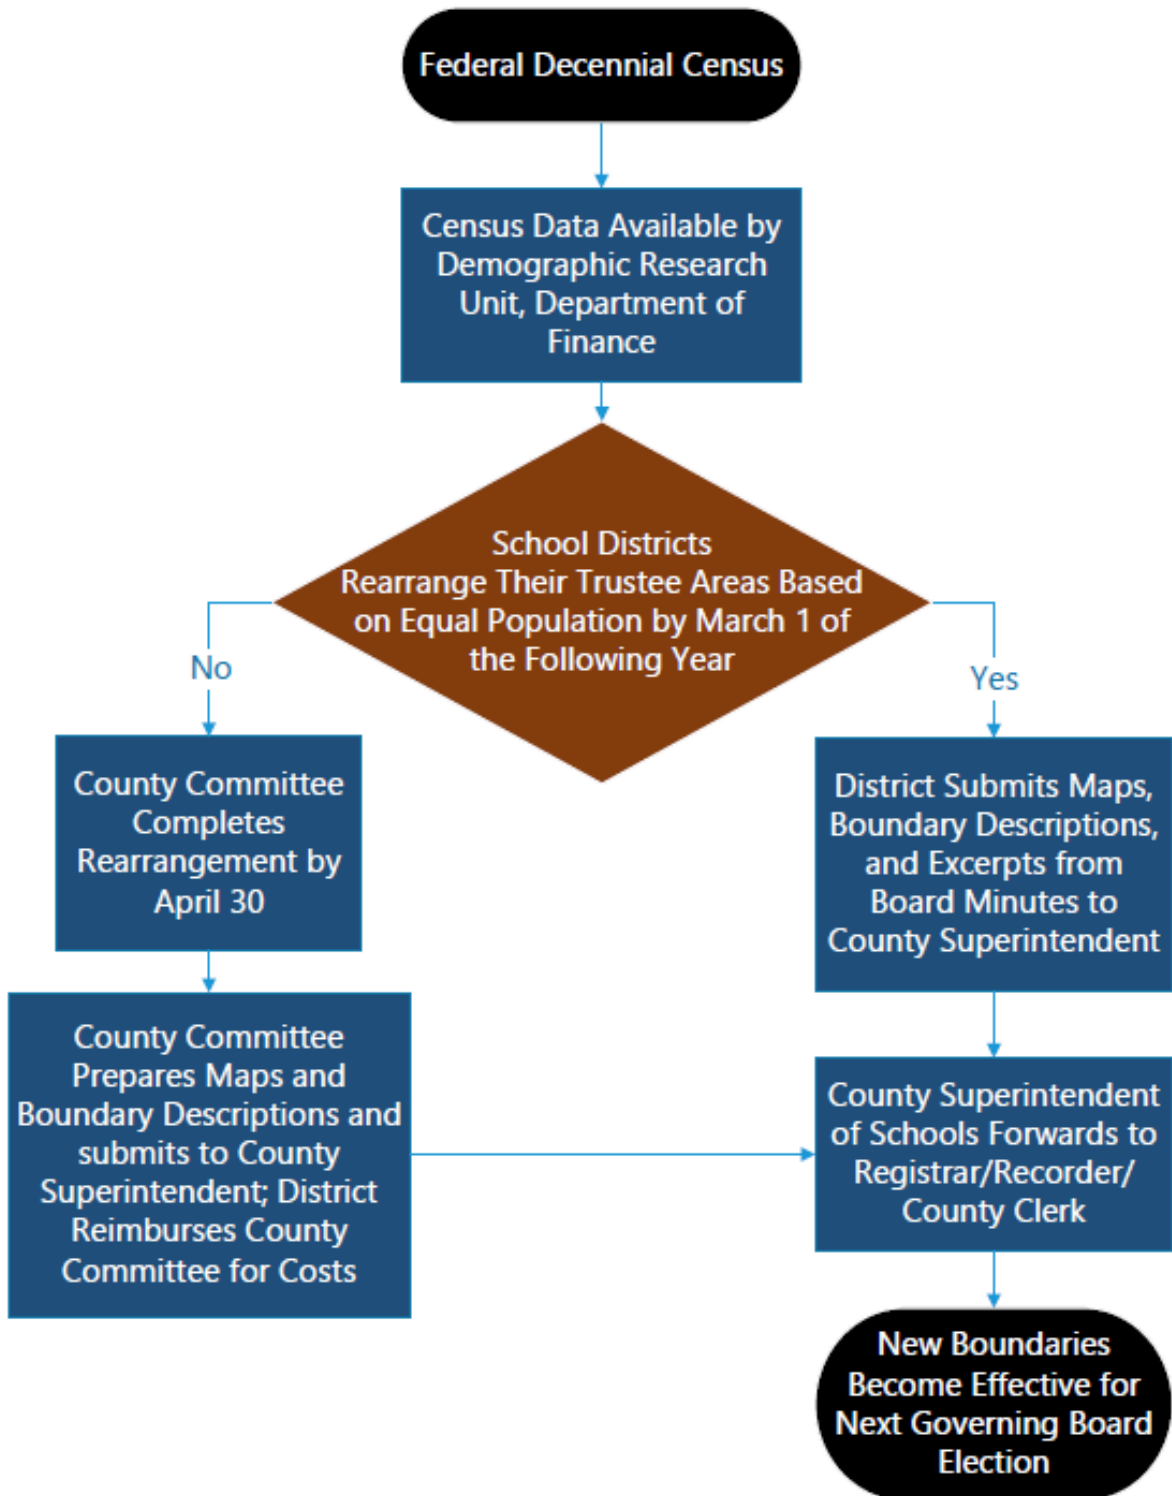 Federal Decennial Census
Census Data Available by
Demographic Research
Unit, Department of
Finance
School Districts
Rearrange Their Trustee Areas Based
on Equal Population by March 1 of
the Following Year
No
Yes
County Committee
Completes
Rearrangement by
April 30
District Submits Maps,
Boundary Descriptions,
and Excerpts from
Board Minutes to
County Superintendent
County Committee
Prepares Maps and
Boundary Descriptions and
submits to County
Superintendent; District
Reimburses County
Committee for Costs
County Superintendent
of Schools Forwards to
Registrar/Recorder/
County Clerk
New Boundaries
Become Effective for
Next Governing Board
Election